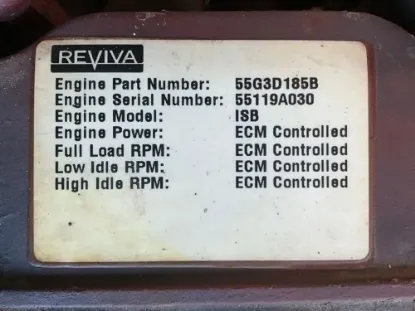 REVIVA
Engine Part Number: 55G3D185B
Engine Serial Number: 55119A030
Engine Model: ISB
Engine Power: ECM Controlled
Full Load RPM: ECM Controlled
Low Idle RPM: ECM Controlled
High Idle RPM: ECM Controlled